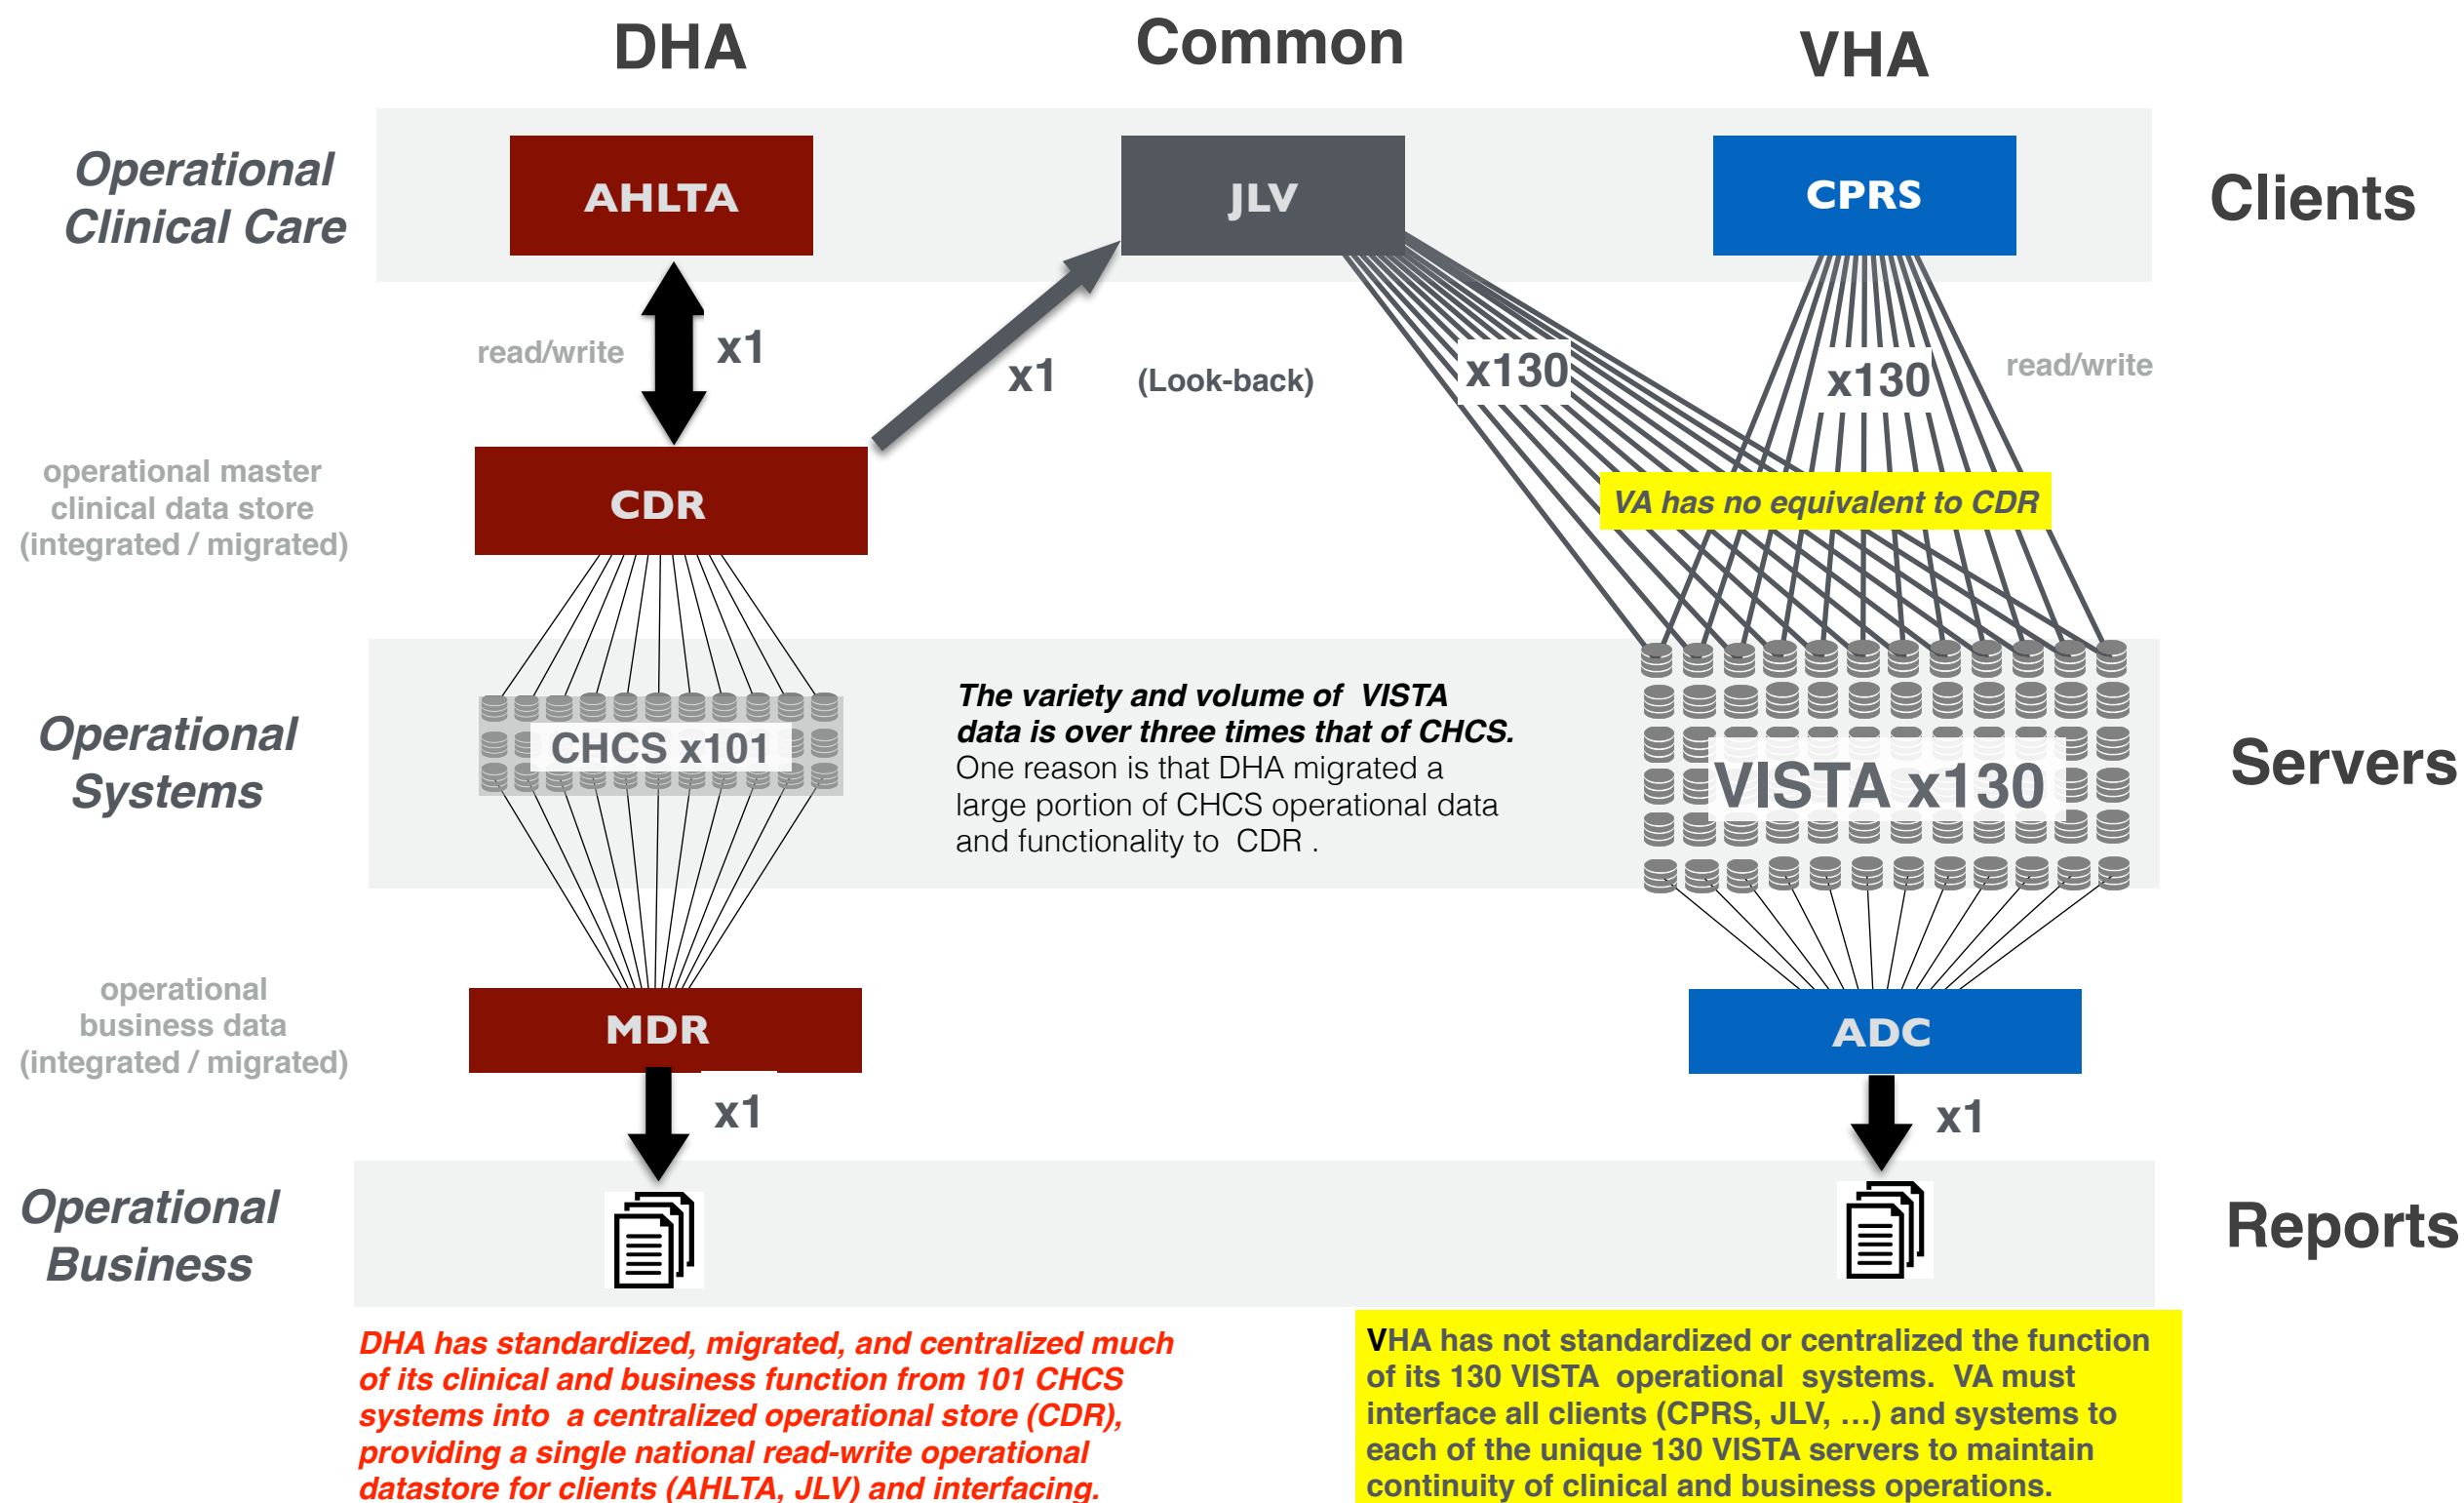 DHA
Common
VHA
Operational
Clinical Care
AHLTA
JLV
CPRS
Clients
read/write
x1
x1
(Look-back)
x130
x130
read/write
operational master
clinical data store
(integrated / migrated)
CDR
VA has no equivalent to CDR
Operational
Systems
CHCS x101
The variety and volume of  VISTA
data is over three times that of CHCS.
One reason is that DHA migrated a
large portion of CHCS operational data
and functionality to  CDR .
VISTA x130
Servers
operational
business data
(integrated / migrated)
MDR
ADC
x1
x1
Operational
Business
Reports
DHA has standardized, migrated, and centralized much
of its clinical and business function from 101 CHCS
systems into  a centralized operational store (CDR),
providing a single national read-write operational
datastore for clients (AHLTA, JLV) and interfacing.
VHA has not standardized or centralized the function
of its 130 VISTA  operational  systems.  VA must
interface all clients (CPRS, JLV, …) and systems to
each of the unique 130 VISTA servers to maintain
continuity of clinical and business operations.